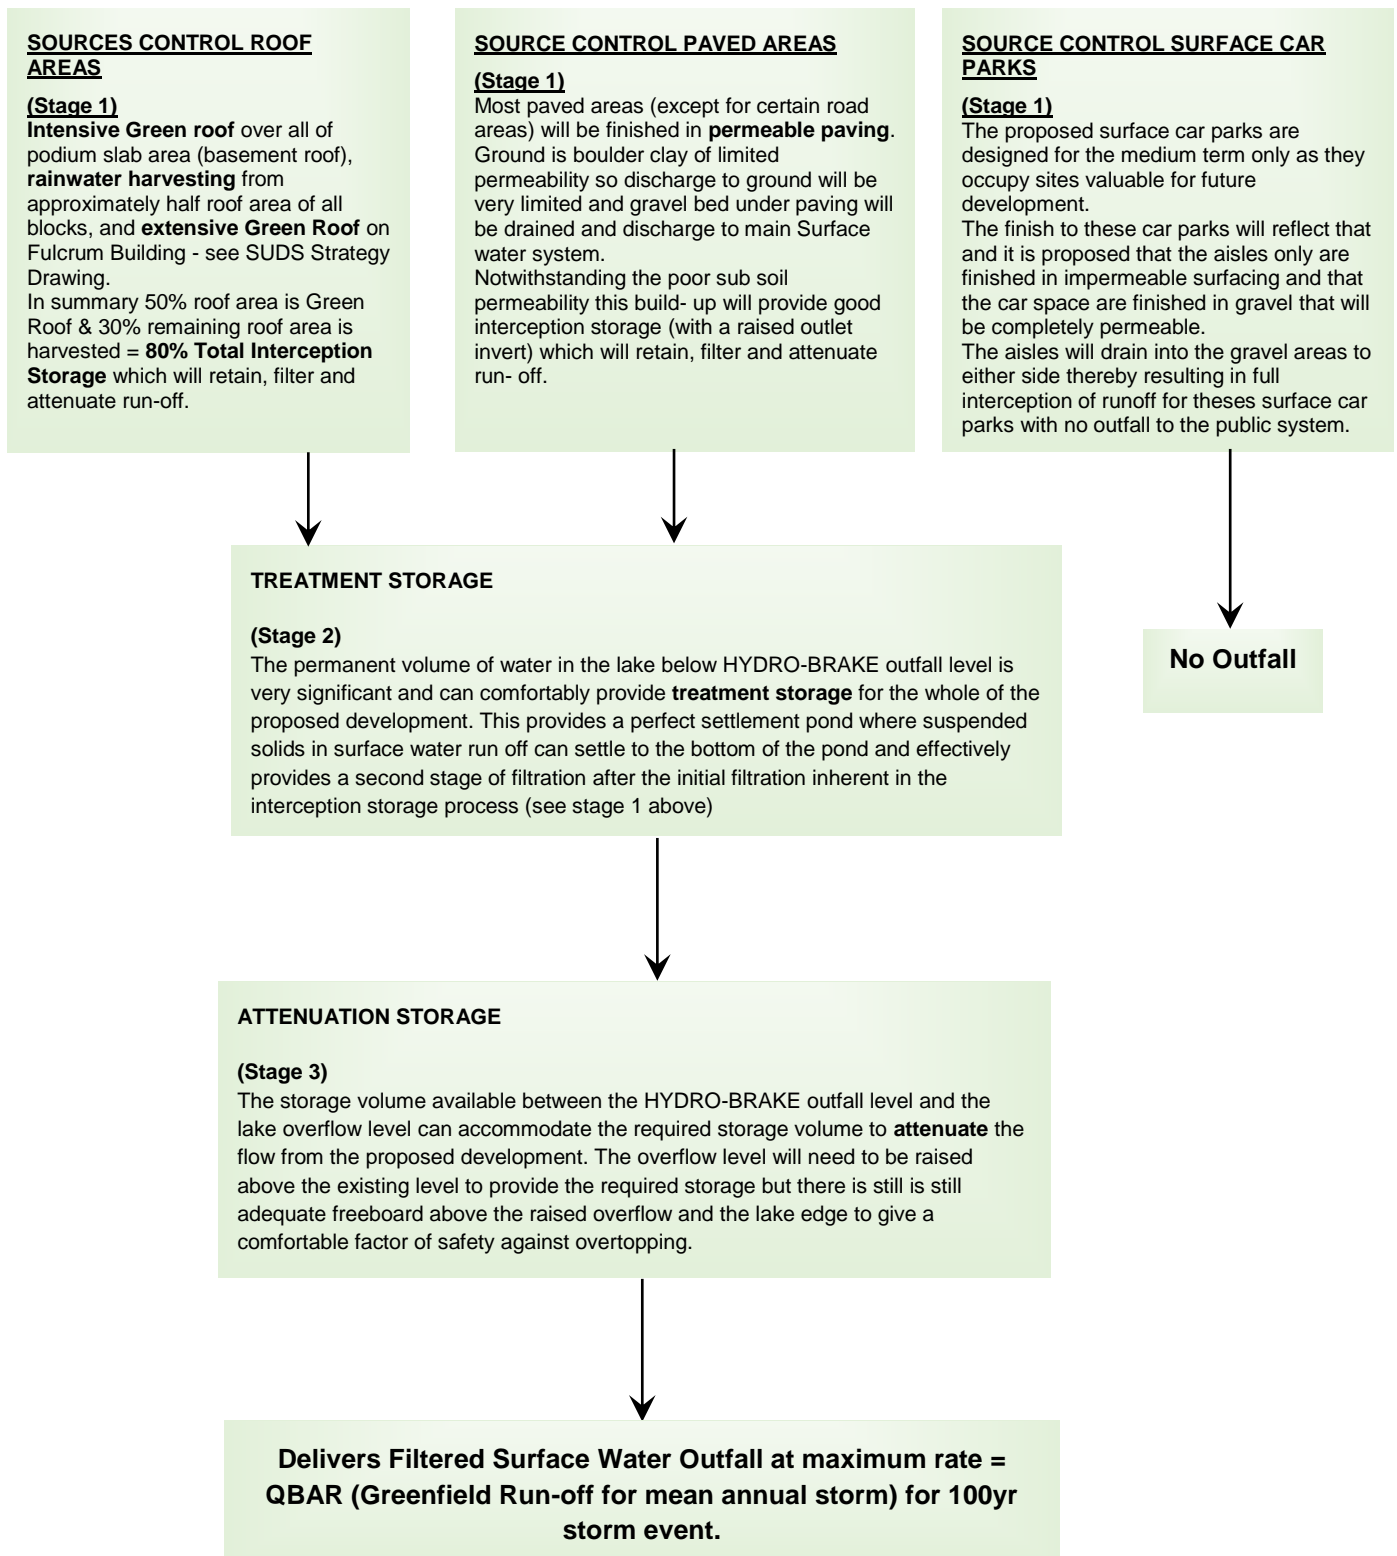 SOURCES CONTROL ROOF
AREAS
(Stage 1)
Intensive Green roof over all of
podium slab area (basement roof),
rainwater harvesting from
approximately half roof area of all
blocks, and extensive Green Roof on
Fulcrum Building - see SUDS Strategy
Drawing.
In summary 50% roof area is Green
Roof & 30% remaining roof area is
harvested = 80% Total Interception
Storage which will retain, filter and
attenuate run-off.
SOURCE CONTROL PAVED AREAS
(Stage 1)
Most paved areas (except for certain road
areas) will be finished in permeable paving.
Ground is boulder clay of limited
permeability so discharge to ground will be
very limited and gravel bed under paving will
be drained and discharge to main Surface
water system.
Notwithstanding the poor sub soil
permeability this build- up will provide good
interception storage (with a raised outlet
invert) which will retain, filter and attenuate
run- off.
SOURCE CONTROL SURFACE CAR
PARKS
(Stage 1)
The proposed surface car parks are
designed for the medium term only as they
occupy sites valuable for future
development.
The finish to these car parks will reflect that
and it is proposed that the aisles only are
finished in impermeable surfacing and that
the car space are finished in gravel that will
be completely permeable.
The aisles will drain into the gravel areas to
either side thereby resulting in full
interception of runoff for theses surface car
parks with no outfall to the public system.
TREATMENT STORAGE
(Stage 2)
The permanent volume of water in the lake below HYDRO-BRAKE outfall level is
very significant and can comfortably provide treatment storage for the whole of the
proposed development. This provides a perfect settlement pond where suspended
solids in surface water run off can settle to the bottom of the pond and effectively
provides a second stage of filtration after the initial filtration inherent in the
interception storage process (see stage 1 above)
No Outfall
ATTENUATION STORAGE
(Stage 3)
The storage volume available between the HYDRO-BRAKE outfall level and the
lake overflow level can accommodate the required storage volume to attenuate the
flow from the proposed development. The overflow level will need to be raised
above the existing level to provide the required storage but there is still is still
adequate freeboard above the raised overflow and the lake edge to give a
comfortable factor of safety against overtopping.
Delivers Filtered Surface Water Outfall at maximum rate =
QBAR (Greenfield Run-off for mean annual storm) for 100yr
storm event.